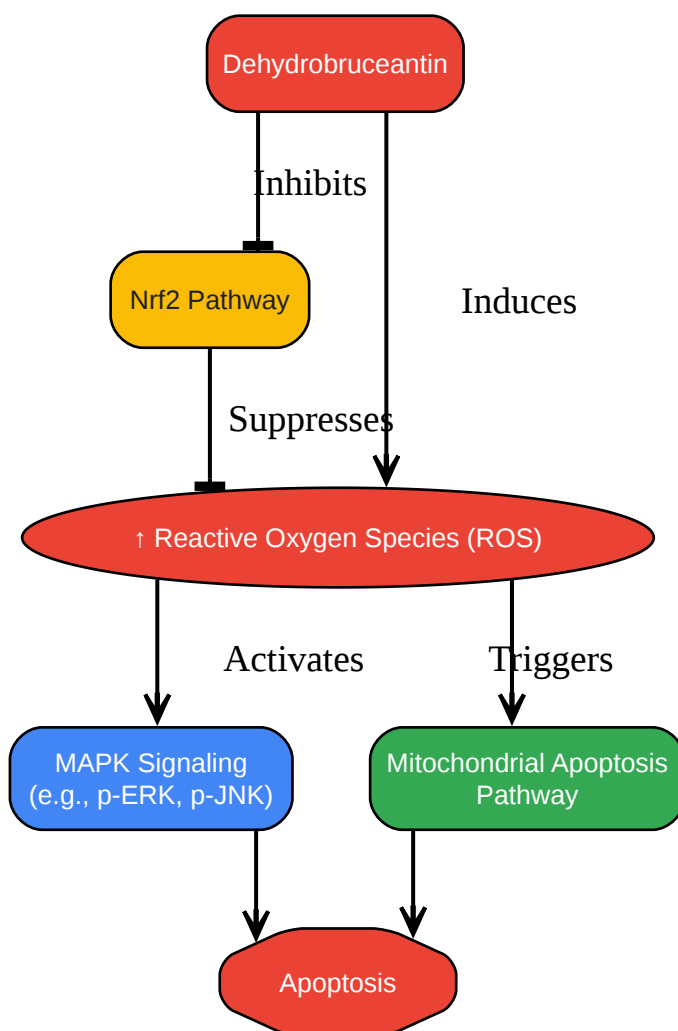 Dehydrobruceantin
Inhibits
Nrf2 Pathway
Induces
Suppresses
↑ Reactive Oxygen Species (ROS)
Activates
Triggers
MAPK Signaling
(e.g., p-ERK, p-JNK)
Mitochondrial Apoptosis
Pathway
Apoptosis